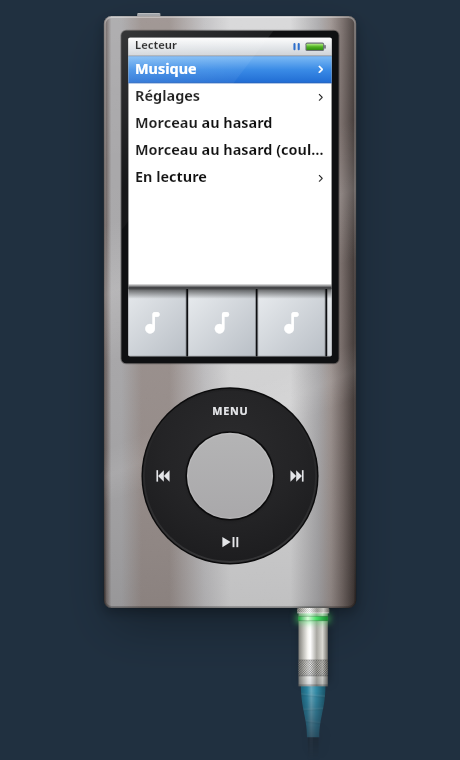 Lecteur
Musique
Réglages
Morceau au hasard
Morceau au hasard (coul...
En lecture
MENU